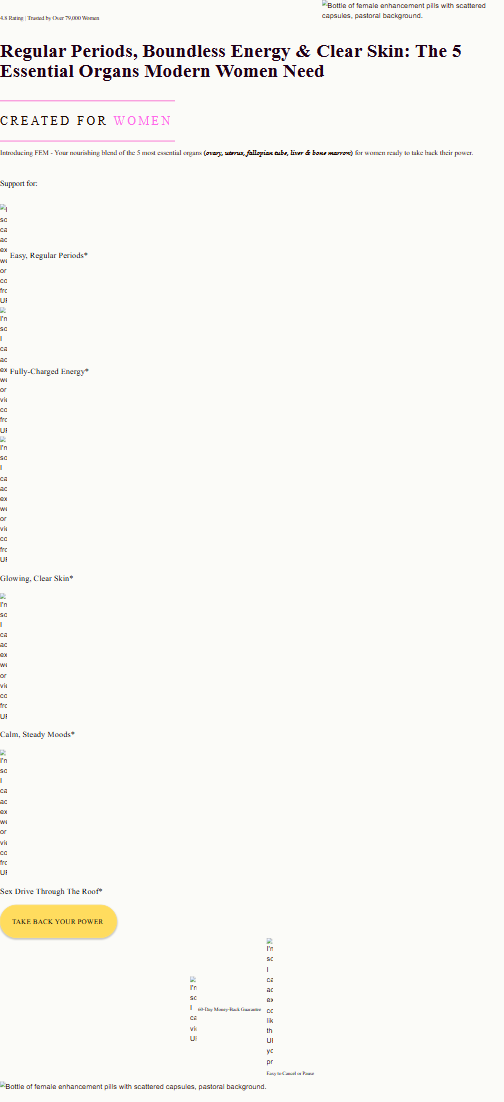 4.8 Rating | Trusted by Over 79,000 Women
Bottle of female enhancement pills with scattered
capsules, pastoral background.
Regular Periods, Boundless Energy & Clear Skin: The 5
Essential Organs Modern Women Need
CREATED FOR WOMEN
Introducing FEM - Your nourishing blend of the 5 most essential organs (ovary, uterus, fallopian tube, liver & bone marrow) for women ready to take back their power.
Support for:
Easy, Regular Periods*
Fully-Charged Energy*
Glowing, Clear Skin*
Calm, Steady Moods*
Sex Drive Through The Roof*
TAKE BACK YOUR POWER
60-Day Money-Back Guarantee
Easy to Cancel or Pause
Bottle of female enhancement pills with scattered capsules, pastoral background.